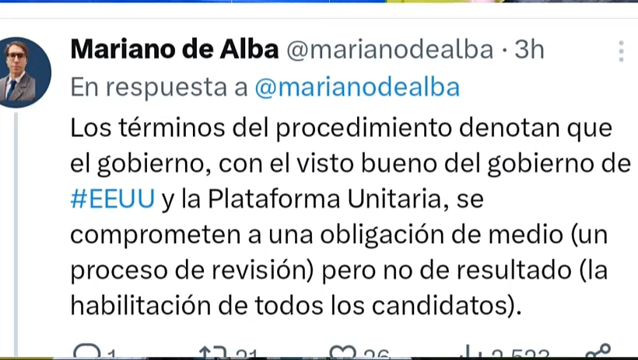 Mariano de Alba @marianodealba · 3h
En respuesta a @marianodealba
Los términos del procedimiento denotan que
el gobierno, con el visto bueno del gobierno de
#EEUU y la Plataforma Unitaria, se
comprometen a una obligación de medio (un
proceso de revisión) pero no de resultado (la
habilitación de todos los candidatos).
1 21 26 2.523